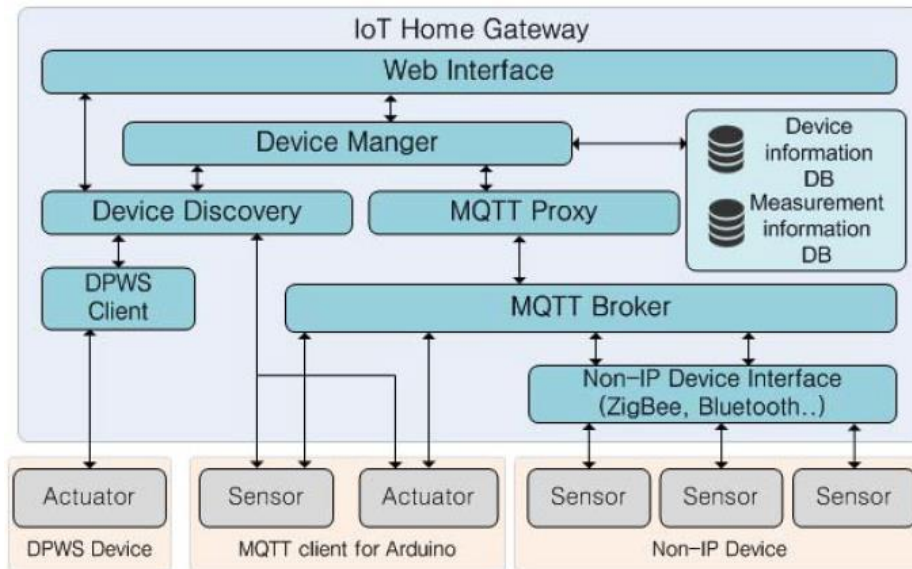 IoT Home Gateway
Web Interface
Device Manger
Device
information
DB
Measurement
information
DB
Device Discovery
MQTT Proxy
DPWS
Client
MQTT Broker
Non-IP Device Interface
(ZigBee, Bluetooth..)
Actuator
Sensor
Actuator
Sensor
Sensor
Sensor
DPWS Device
MQTT client for Arduino
Non-IP Device